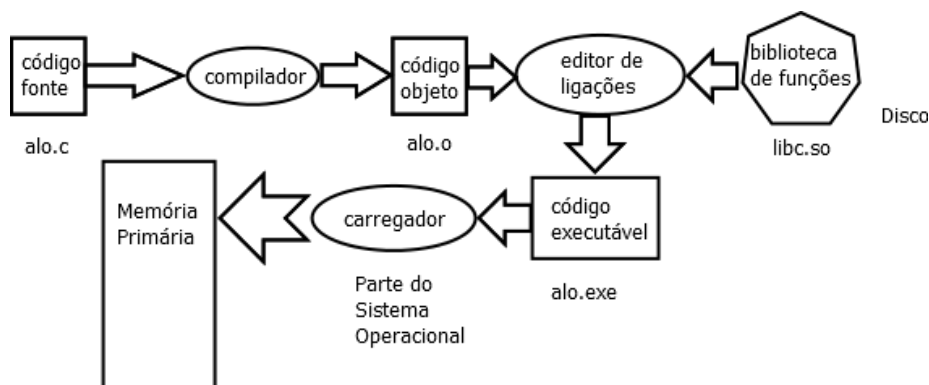 código
fonte
alo.c
compilador
código
objeto
alo.o
editor de
ligações
biblioteca
de funções
libc.so
Disco
Memória
Primária
carregador
Parte do
Sistema
Operacional
código
executável
alo.exe